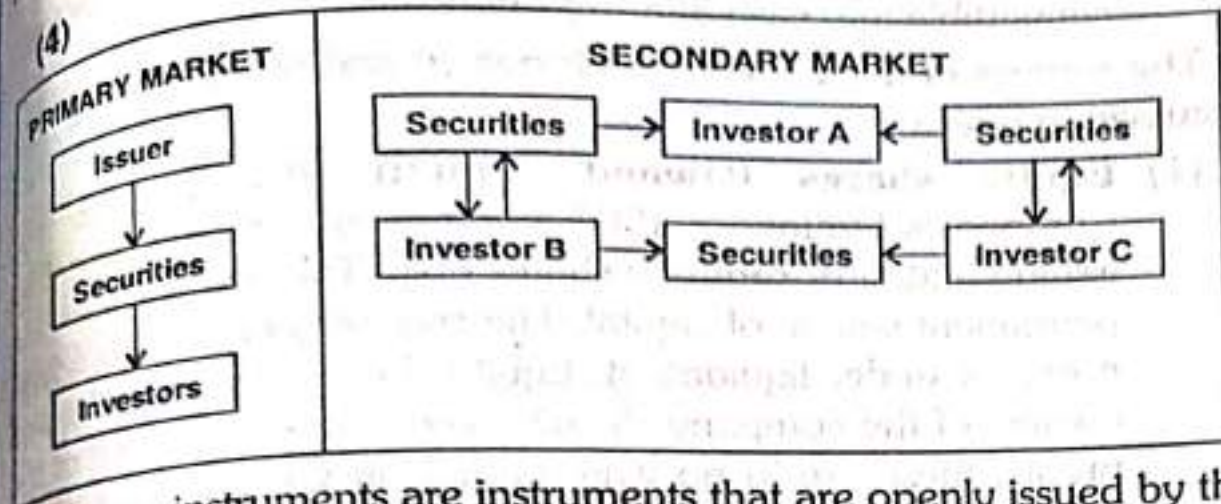 (4)
PRIMARY MARKET
Issuer
Securities
Investors
SECONDARY MARKET
Securities Investor A Securities
Investor B Securities Investor C
instruments are instruments that are openly issued by